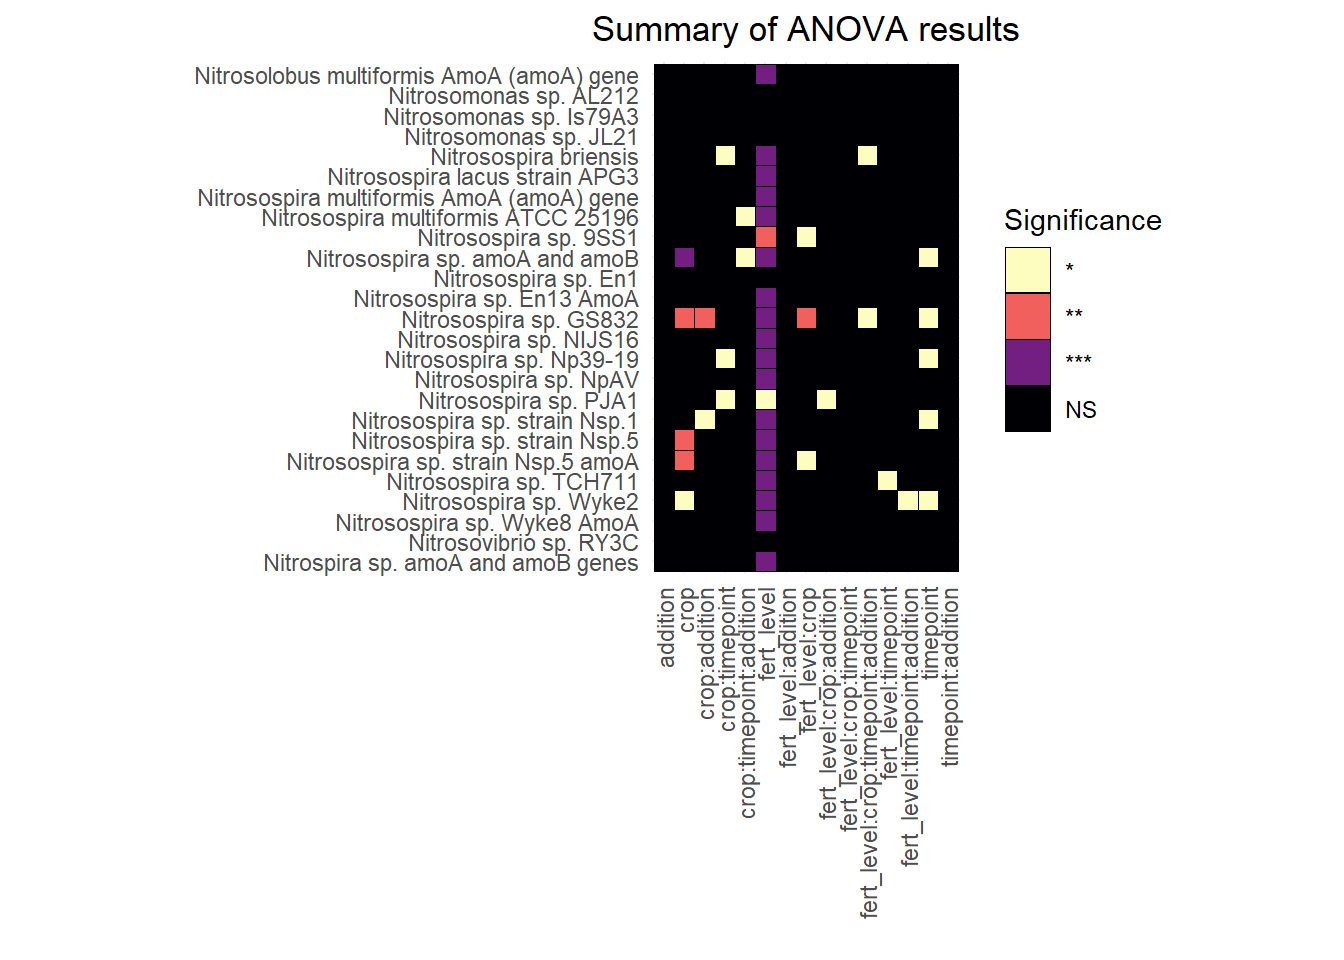 Summary of ANOVA results
Nitrosolobus multiformis AmoA (amoA) gene
Nitrosomonas sp. AL212
Nitrosomonas sp. Is79A3
Nitrosomonas sp. JL21
Nitrosospira briensis
Nitrosospira lacus strain APG3
Nitrosospira multiformis AmoA (amoA) gene
Nitrosospira multiformis ATCC 25196
Nitrosospira sp. 9SS1
Nitrosospira sp. amoA and amoB
Nitrosospira sp. En1
Nitrosospira sp. En13 AmoA
Nitrosospira sp. GS832
Nitrosospira sp. NIJS16
Nitrosospira sp. Np39-19
Nitrosospira sp. NpAV
Nitrosospira sp. PJA1
Nitrosospira sp. strain Nsp.1
Nitrosospira sp. strain Nsp.5
Nitrosospira sp. strain Nsp.5 amoA
Nitrosospira sp. TCH711
Nitrosospira sp. Wyke2
Nitrosospira sp. Wyke8 AmoA
Nitrosovibrio sp. RY3C
Nitrospira sp. amoA and amoB genes
addition
crop
crop:addition
crop:timepoint
crop:timepoint:addition
fert_level
fert_level:addition
fert_level:crop
fert_level:crop:addition
fert_level:crop:timepoint
fert_level:crop:timepoint:addition
fert_level:timepoint
fert_level:timepoint:addition
timepoint
timepoint:addition
Significance
*
**
***
NS